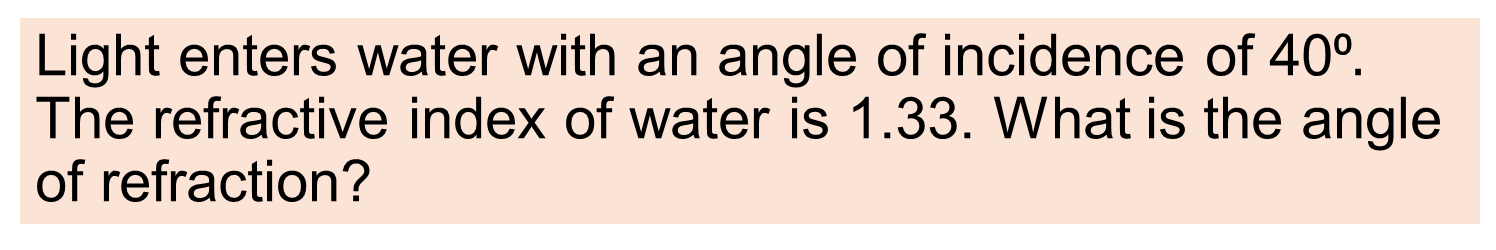 Light enters water with an angle of incidence of 40º.
The refractive index of water is 1.33. What is the angle
of refraction?